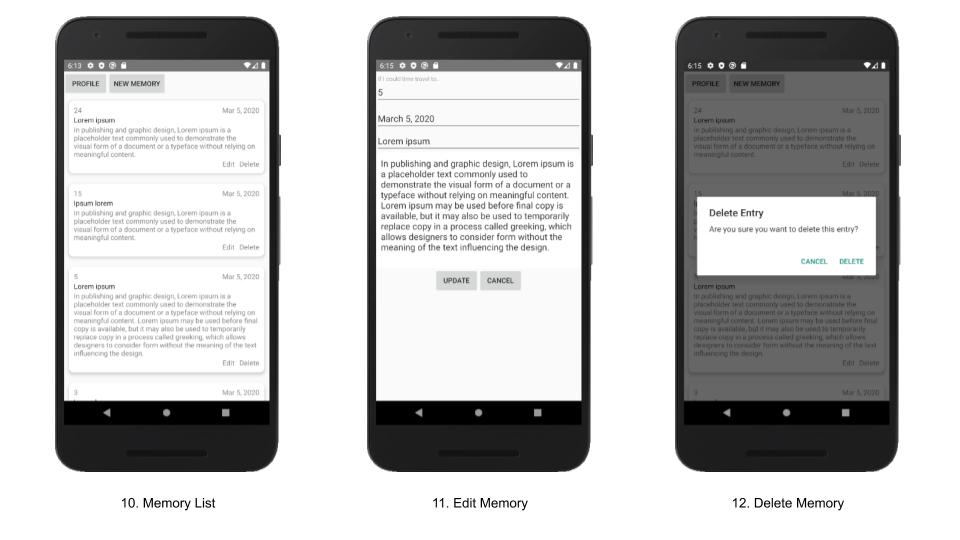 6:13
PROFILE NEW MEMORY
24 Mar 5, 2020
Lorem ipsum
In publishing and graphic design, Lorem ipsum is a
placeholder text commonly used to demonstrate the
visual form of a document or a typeface without relying on
meaningful content.
Edit Delete
15 Mar 5, 2020
Ipsum lorem
In publishing and graphic design, Lorem ipsum is a
placeholder text commonly used to demonstrate the
visual form of a document or a typeface without relying on
meaningful content.
Edit Delete
5 Mar 5, 2020
Lorem ipsum
In publishing and graphic design, Lorem ipsum is a
placeholder text commonly used to demonstrate the
visual form of a document or a typeface without relying on
meaningful content. Lorem ipsum may be used before final
copy is available, but it may also be used to temporarily
replace copy in a process called greeking, which allows
designers to consider form without the meaning of the text
influencing the design.
Edit Delete
3 Mar 5, 2020
10. Memory List
6:15
If i could time travel to..
5
March 5, 2020
Lorem ipsum
In publishing and graphic design, Lorem ipsum is
a placeholder text commonly used to
demonstrate the visual form of a document or a
typeface without relying on meaningful content.
Lorem ipsum may be used before final copy is
available, but it may also be used to temporarily
replace copy in a process called greeking, which
allows designers to consider form without the
meaning of the text influencing the design.
UPDATE CANCEL
11. Edit Memory
6:15
PROFILE NEW MEMORY
24 Mar 5, 2020
Lorem ipsum
In publishing and graphic design, Lorem ipsum is a
placeholder text commonly used to demonstrate the
visual form of a document or a typeface without relying on
meaningful content.
Edit Delete
15 Mar 5, 2020
Delete Entry
Are you sure you want to delete this entry?
CANCEL DELETE
Lorem ipsum
In publishing and graphic design, Lorem ipsum is a
placeholder text commonly used to demonstrate the
visual form of a document or a typeface without relying on
meaningful content. Lorem ipsum may be used before final
copy is available, but it may also be used to temporarily
replace copy in a process called greeking, which allows
designers to consider form without the meaning of the text
influencing the design.
Edit Delete
3 Mar 5, 2020
12. Delete Memory